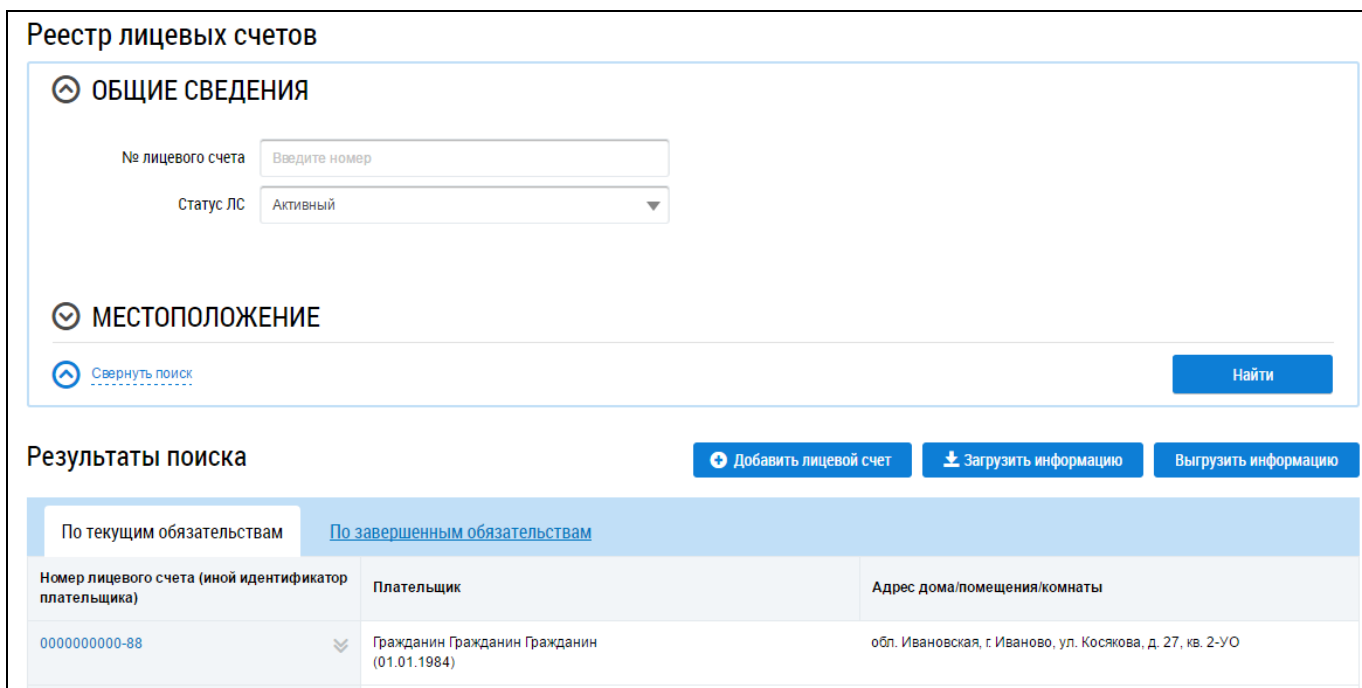 Реестр лицевых счетов
ОБЩИЕ СВЕДЕНИЯ
№ лицевого счета
Введите номер
Статус ЛС
Активный
МЕСТОПОЛОЖЕНИЕ
Свернуть поиск
Найти
Результаты поиска
Добавить лицевой счет
Загрузить информацию
Выгрузить информацию
По текущим обязательствам
По завершенным обязательствам
Номер лицевого счета (иной идентификатор
плательщика)
Плательщик
Адрес дома/помещения/комнаты
0000000000-88
Гражданин Гражданин Гражданин
(01.01.1984)
обл. Ивановская, г. Иваново, ул. Косякова, д. 27, кв. 2-УО